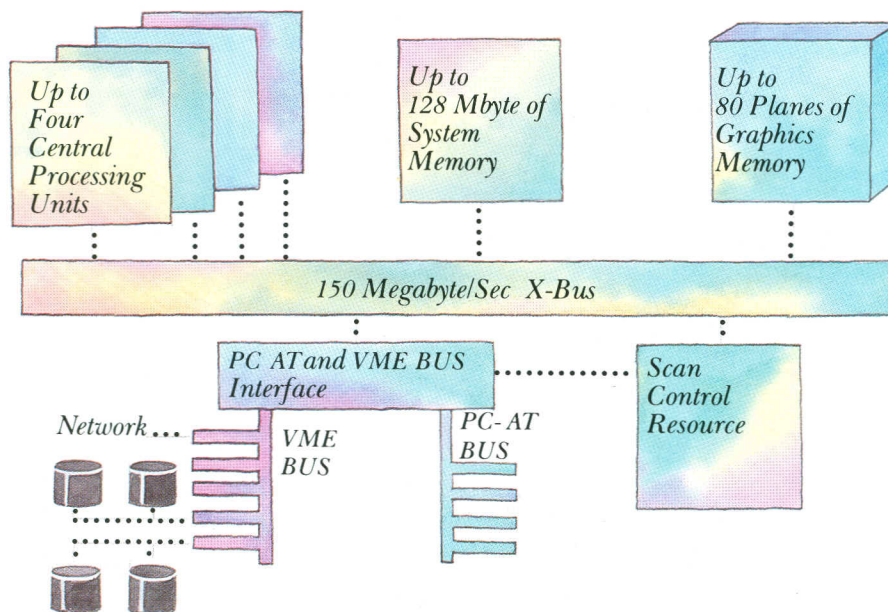 Up to
Four
Central
Processing
Units
Up to
128 Mbyte of
System
Memory
Up to
80 Planes of
Graphics
Memory
150 Megabyte/Sec X-Bus
PC AT and VME BUS
Interface
Scan
Control
Resource
Network
VME
BUS
PC-AT
BUS